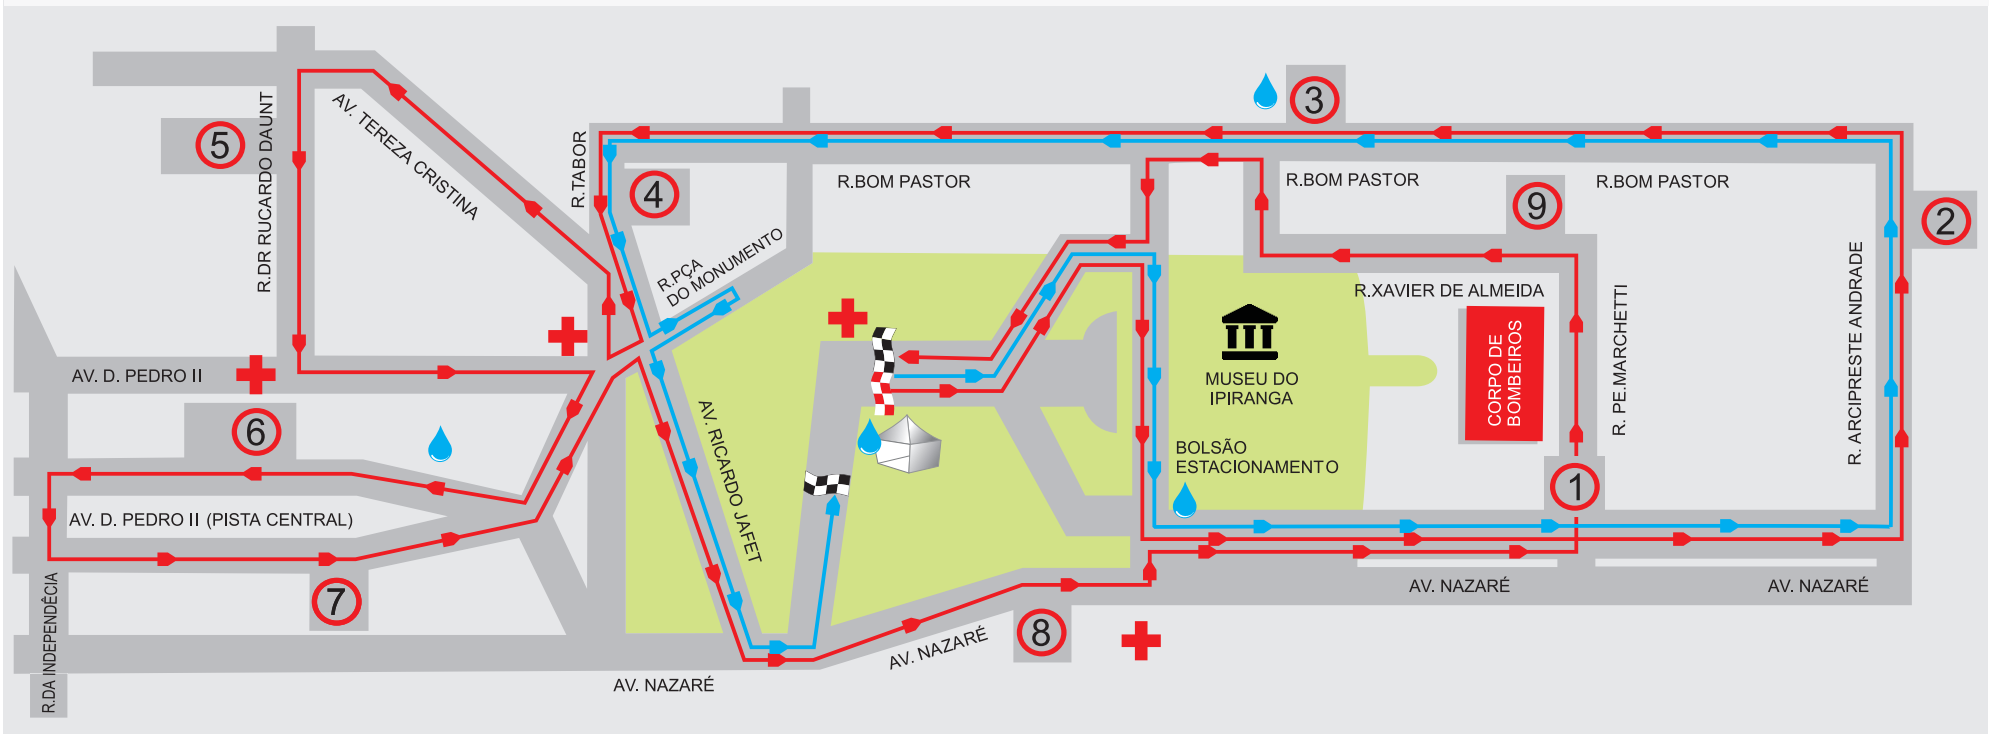 3
5
R.DR RUCARDO DAUNT
AV. TEREZA CRISTINA
R.TABOR
4
R.BOM PASTOR
R.BOM PASTOR
R.BOM PASTOR
9
2
R.PÇA
DO MONUMENTO
R.XAVIER DE ALMEIDA
R. PE.MARCHETTI
R. ARCIPRESTE ANDRADE
CORPO DE
BOMBEIROS
MUSEU DO
IPIRANGA
AV. D. PEDRO II
6
AV. RICARDO JAFET
BOLSÃO
ESTACIONAMENTO
1
AV. D. PEDRO II (PISTA CENTRAL)
7
R.DA INDEPENDÊCIA
8
AV. NAZARÉ
AV. NAZARÉ
AV. NAZARÉ
AV. NAZARÉ